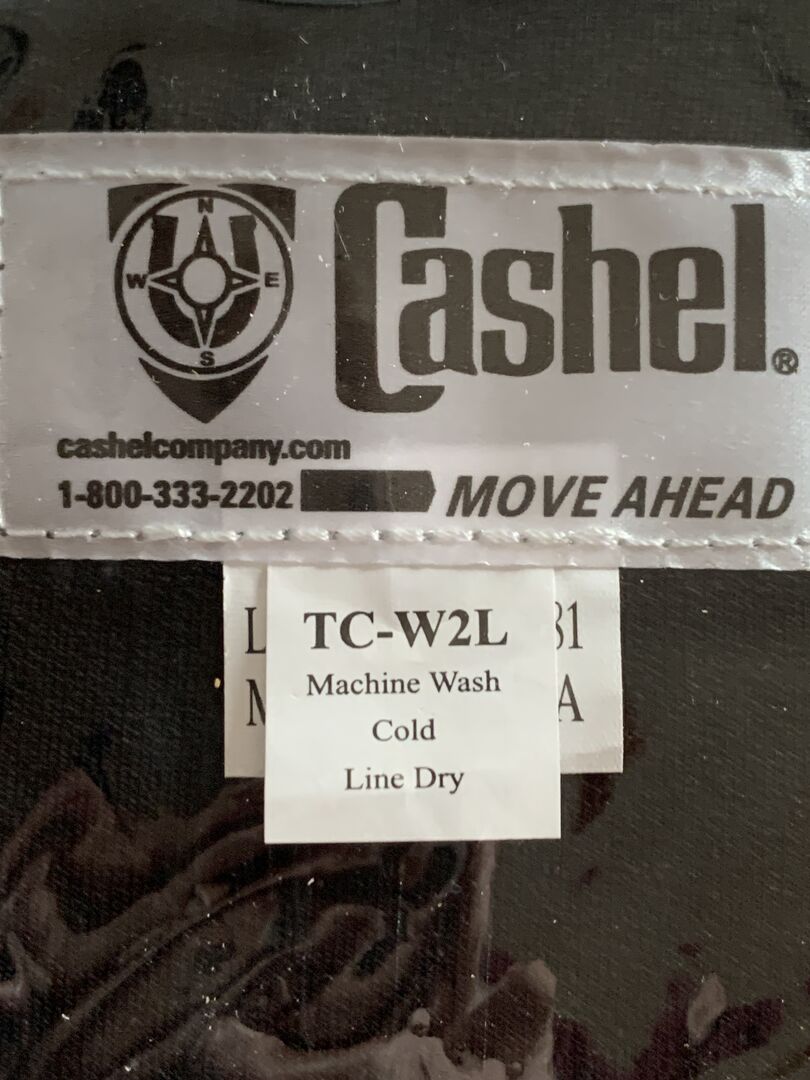 N
W E
S
Cashel®
cashelcompany.com
1-800-333-2202 MOVE AHEAD
TC-W2L
Machine Wash
Cold
Line Dry